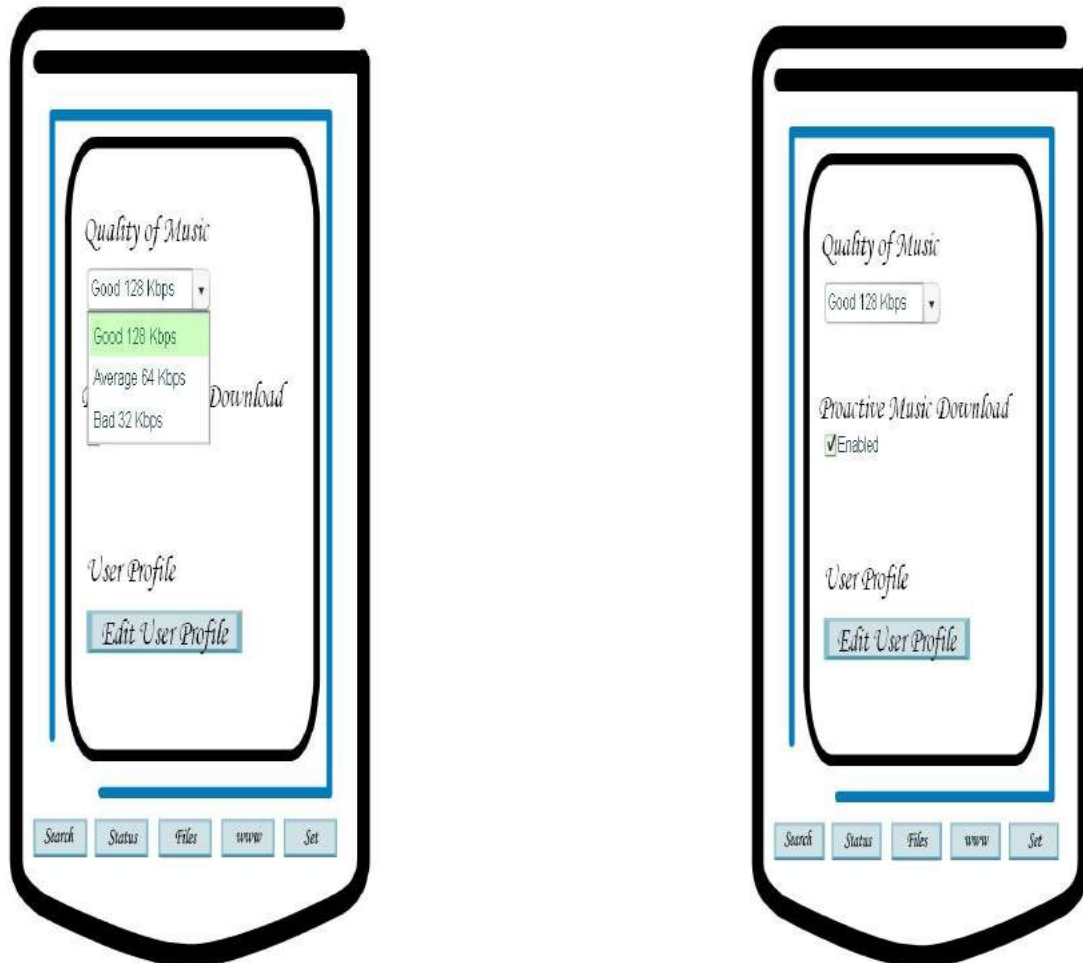 Quality of Music
Good 128 Kbps
Good 128 Kbps
Average 64 Kbps
Download
Bad 32 Kbps
User Profile
Edit User Profile
Search Status Files www Set
Quality of Music
Good 128 Kbps
Proactive Music Download
Enabled
User Profile
Edit User Profile
Search Status Files www Set